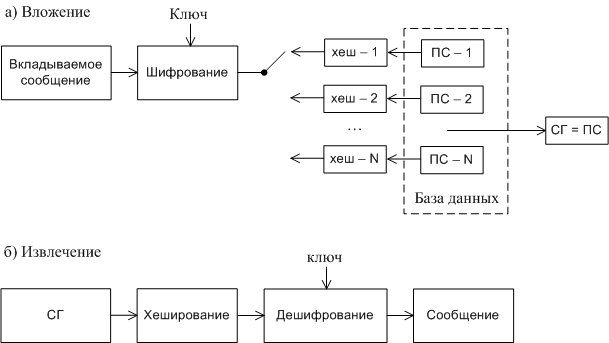 а) Вложение
Ключ
Вкладываемое
сообщение
Шифрование
хеш – 1
ПС – 1
хеш – 2
ПС – 2
...
СГ = ПС
хеш – N
ПС – N
База данных
б) Извлечение
ключ
СГ
Хеширование
Дешифрование
Сообщение